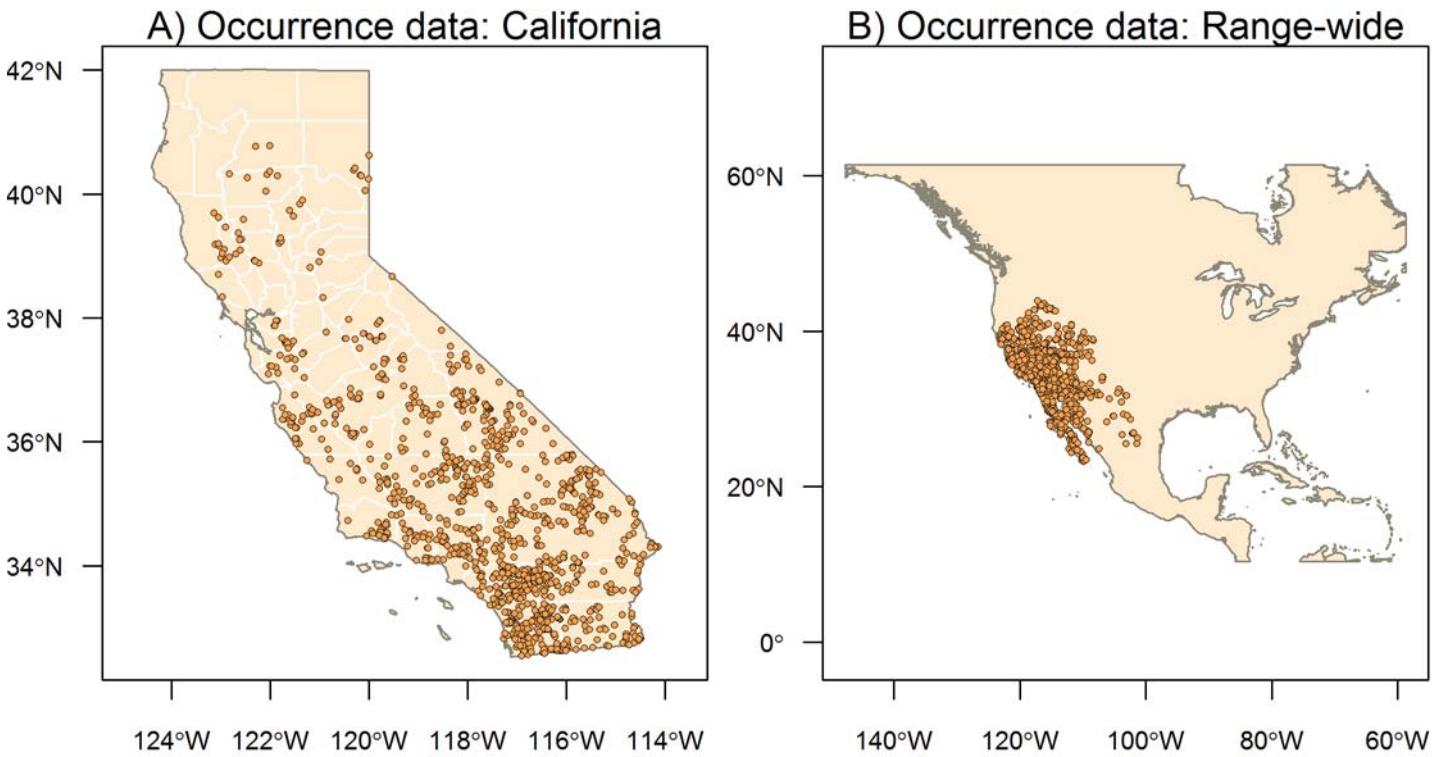 A) Occurrence data: California
42°N
40°N
38°N
36°N
34°N
124°W 122°W 120°W 118°W 116°W 114°W
B) Occurrence data: Range-wide
60°N
40°N
20°N
0°
140°W 120°W 100°W 80°W 60°W